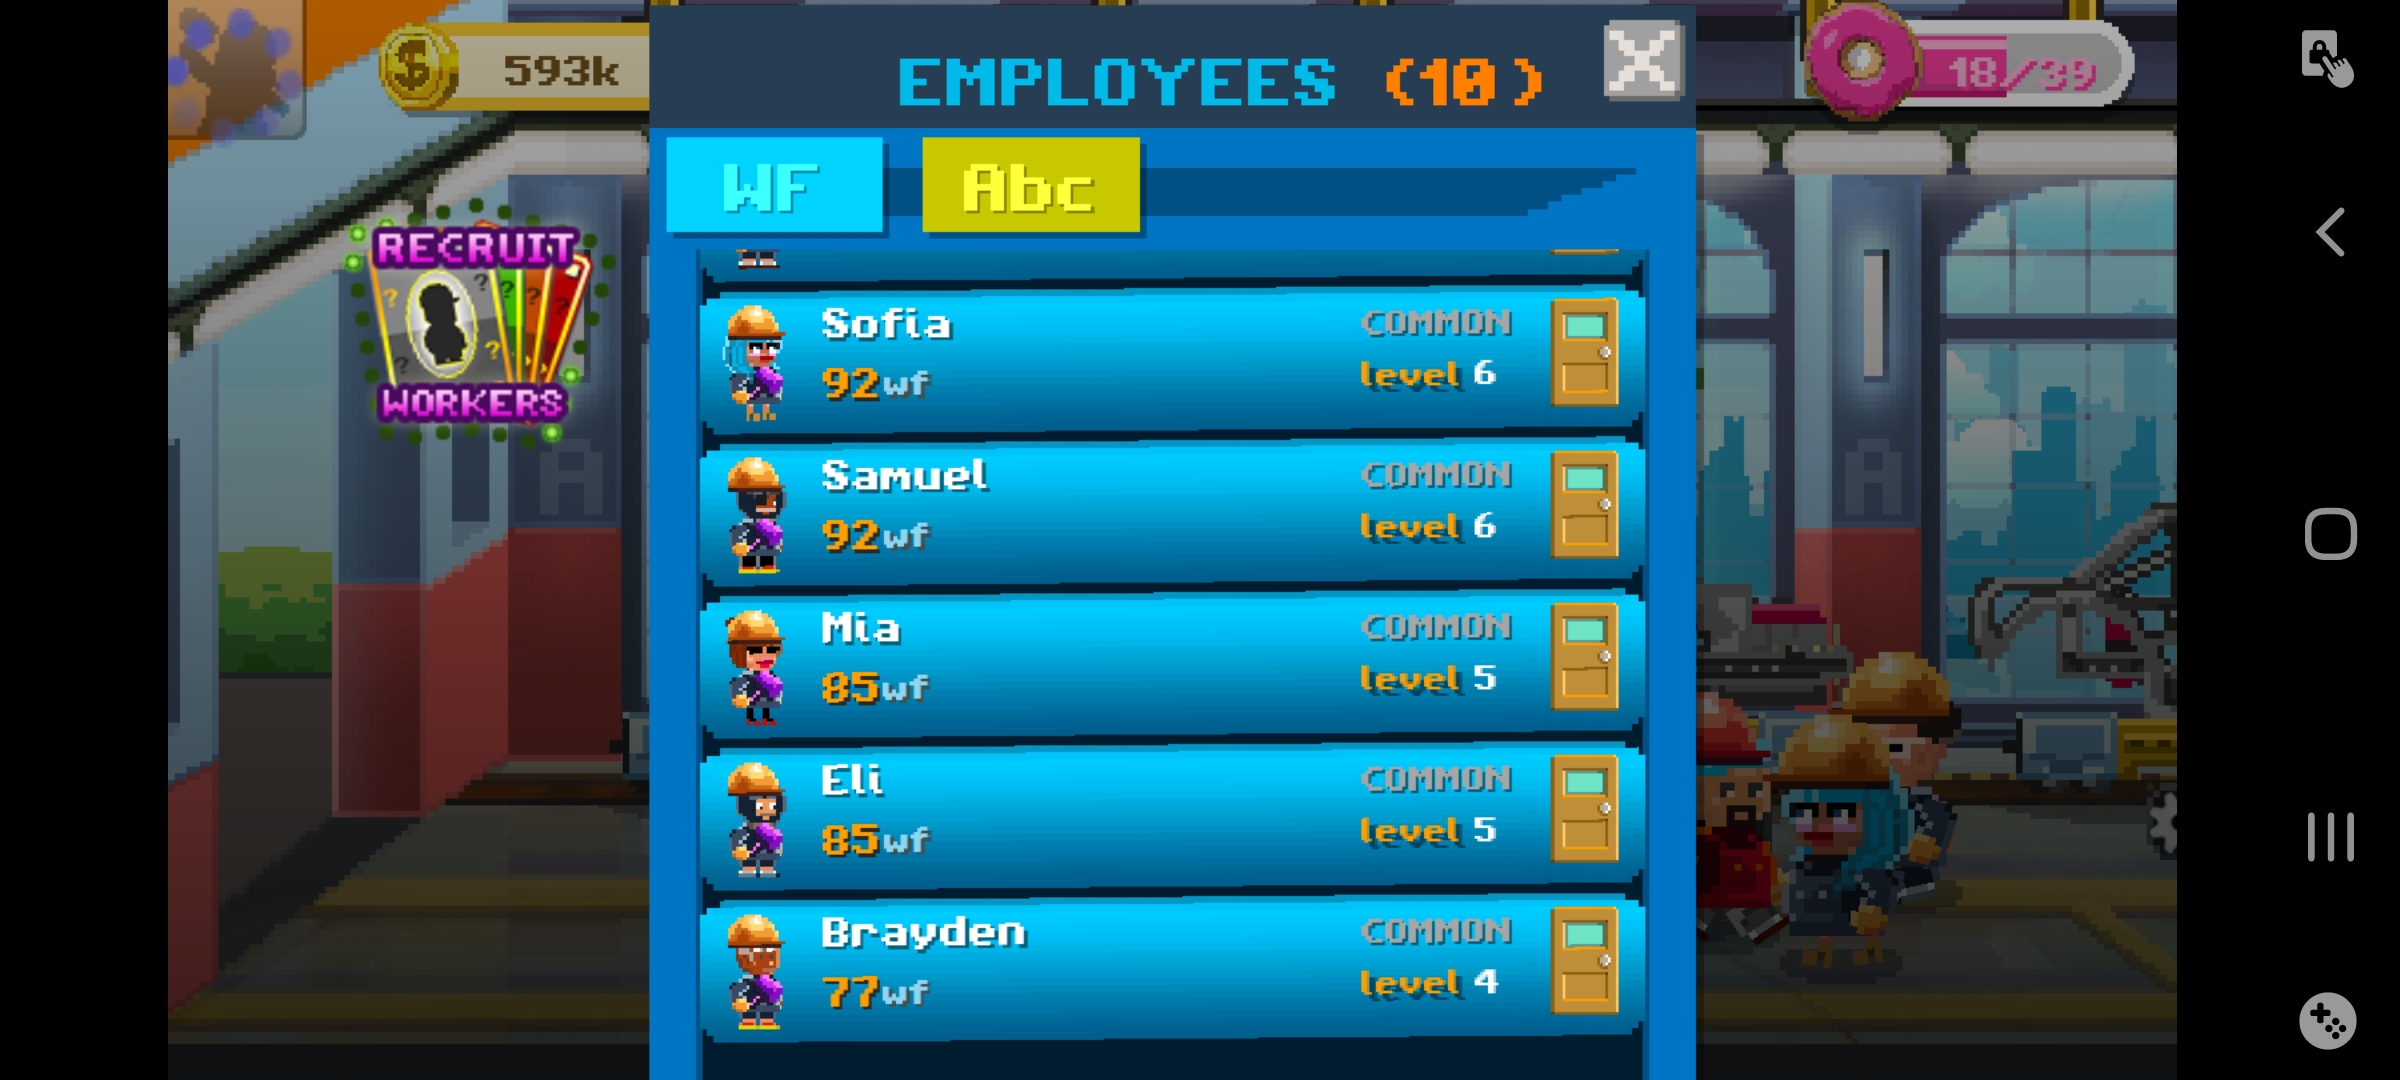 593k
EMPLOYEES (10)
18/39
WF
Abc
RECRUIT
WORKERS
Sofia
COMMON
92wf
level 6
Samuel
COMMON
92wf
level 6
Mia
COMMON
85wf
level 5
Eli
COMMON
85wf
level 5
Brayden
COMMON
77wf
level 4
A
A